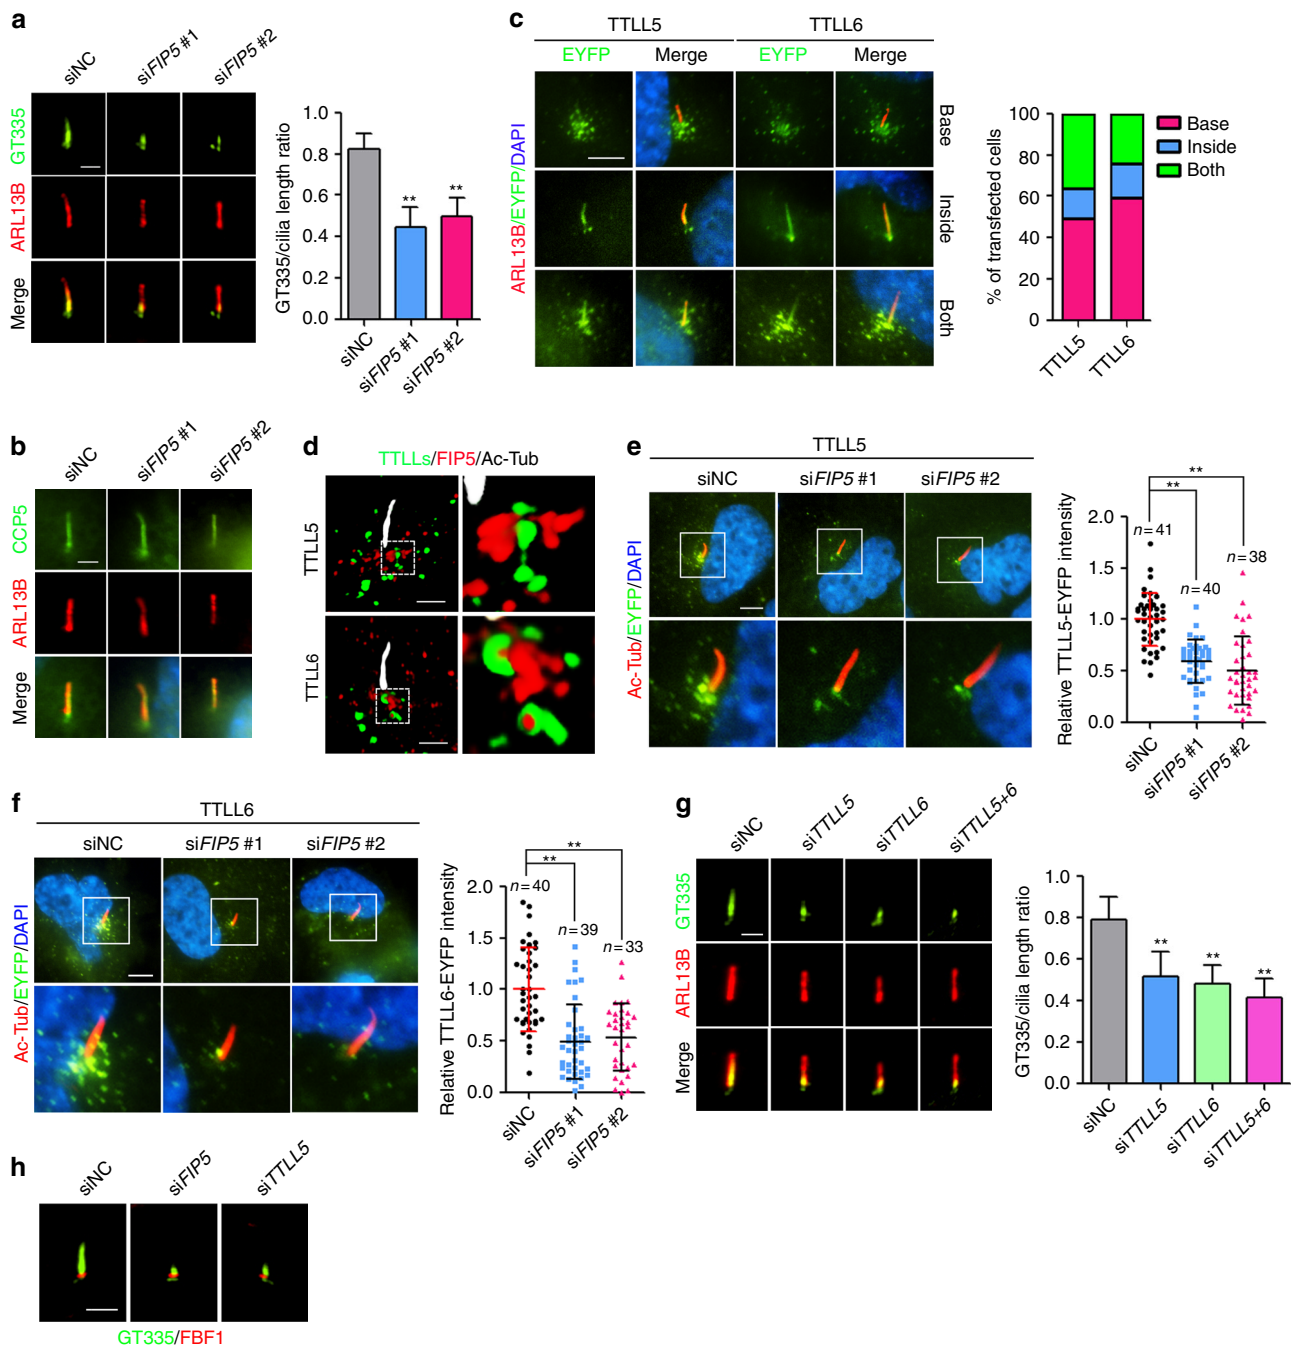 a
siNC
siFIP5 #1
siFIP5 #2
GT335
ARL13B
Merge
GT335/cilia length ratio
1.0
0.8
0.6
0.4
0.2
0.0
**
**
siNC
siFIP5 #1
siFIP5 #2
c
TTLL5
TTLL6
EYFP
Merge
EYFP
Merge
ARL13B/EYFP/DAPI
Base
Inside
Both
% of transfected cells
100
80
60
40
20
0
TTLL5
TTLL6
Base
Inside
Both
b
siNC
siFIP5 #1
siFIP5 #2
CCP5
ARL13B
Merge
d
TTLLs/FIP5/Ac-Tub
TTLL5
TTLL6
e
TTLL5
siNC
siFIP5 #1
siFIP5 #2
Ac-Tub/EYFP/DAPI
Relative TTLL5-EYFP intensity
2.0
1.5
1.0
0.5
0.0
**
**
n=41
n=40
n=38
siNC
siFIP5 #1
siFIP5 #2
f
TTLL6
siNC
siFIP5 #1
siFIP5 #2
Ac-Tub/EYFP/DAPI
Relative TTLL6-EYFP intensity
2.0
1.5
1.0
0.5
0.0
**
**
n=40
n=39
n=33
siNC
siFIP5 #1
siFIP5 #2
g
siNC
siTTLL5
siTTLL6
siTTLL5+6
GT335
ARL13B
Merge
GT335/cilia length ratio
1.0
0.8
0.6
0.4
0.2
0.0
**
**
**
siNC
siTTLL5
siTTLL6
siTTLL5+6
h
siNC
siFIP5
siTTLL5
GT335/FBF1